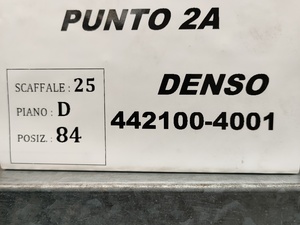 PUNTO 2A
SCAFFALE : 25
PIANO : D
POSIZ. : 84
DENSO
442100-4001